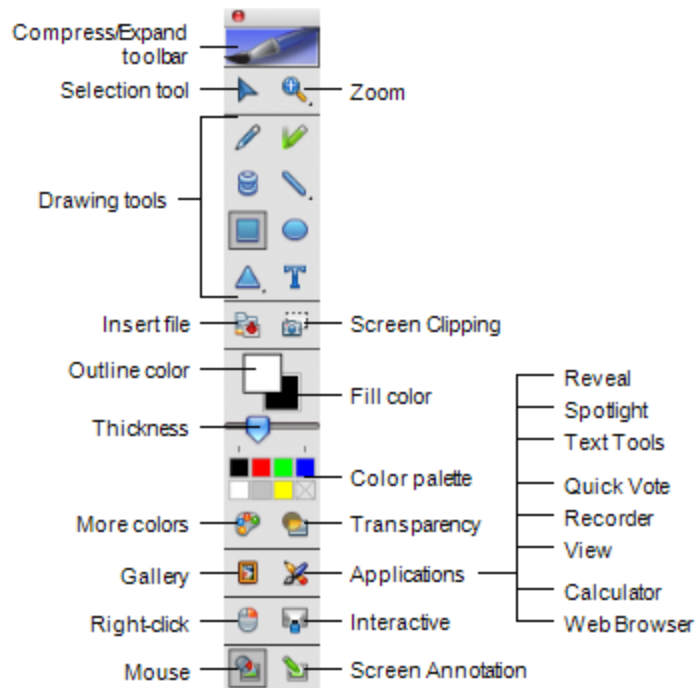 Compress/Expand
toolbar
Selection tool
Zoom
Drawing tools
T
Insert file
Screen Clipping
Outline color
Fill color
Thickness
Color palette
More colors
Transparency
Gallery
Applications
Right-click
Interactive
Mouse
Screen Annotation
Reveal
Spotlight
Text Tools
Quick Vote
Recorder
View
Calculator
Web Browser